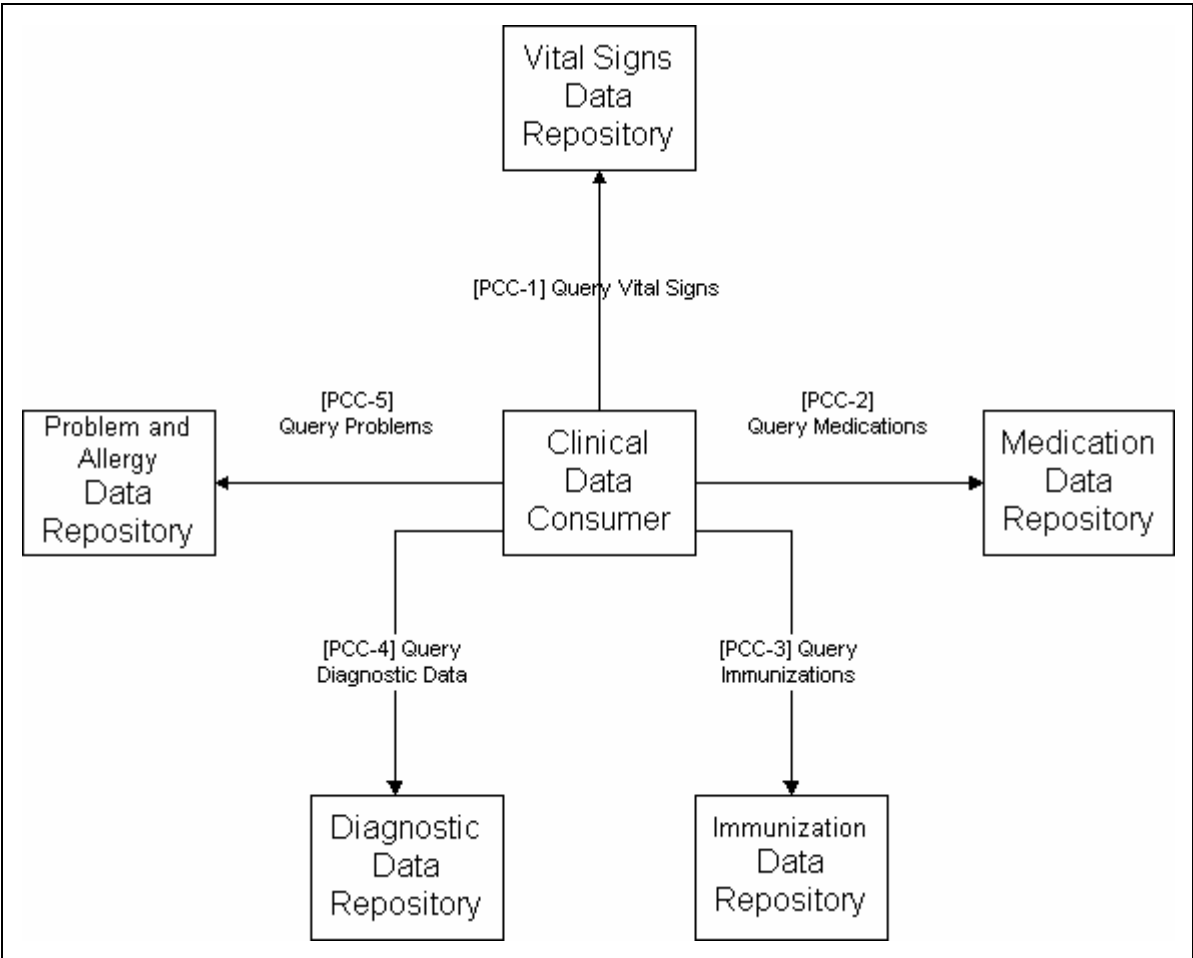 Vital Signs
Data
Repository
[PCC-1] Query Vital Signs
[PCC-5]
Query Problems
[PCC-2]
Query Medications
Problem and
Allergy
Data
Repository
Clinical
Data
Consumer
Medication
Data
Repository
[PCC-4] Query
Diagnostic Data
[PCC-3] Query
Immunizations
Diagnostic
Data
Repository
Immunization
Data
Repository